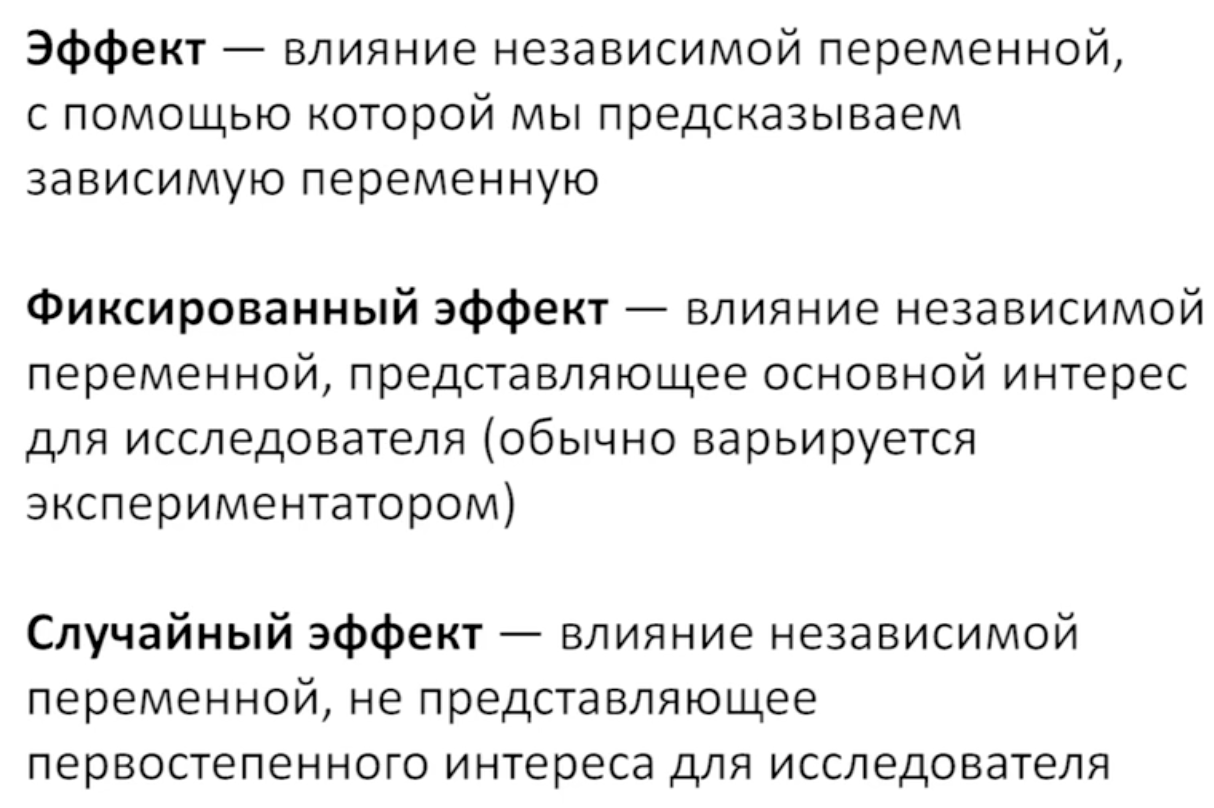 Эффект — влияние независимой переменной,
с помощью которой мы предсказываем
зависимую переменную
Фиксированный эффект — влияние независимой
переменной, представляющее основной интерес
для исследователя (обычно варьируется
экспериментатором)
Случайный эффект — влияние независимой
переменной, не представляющее
первостепенного интереса для исследователя